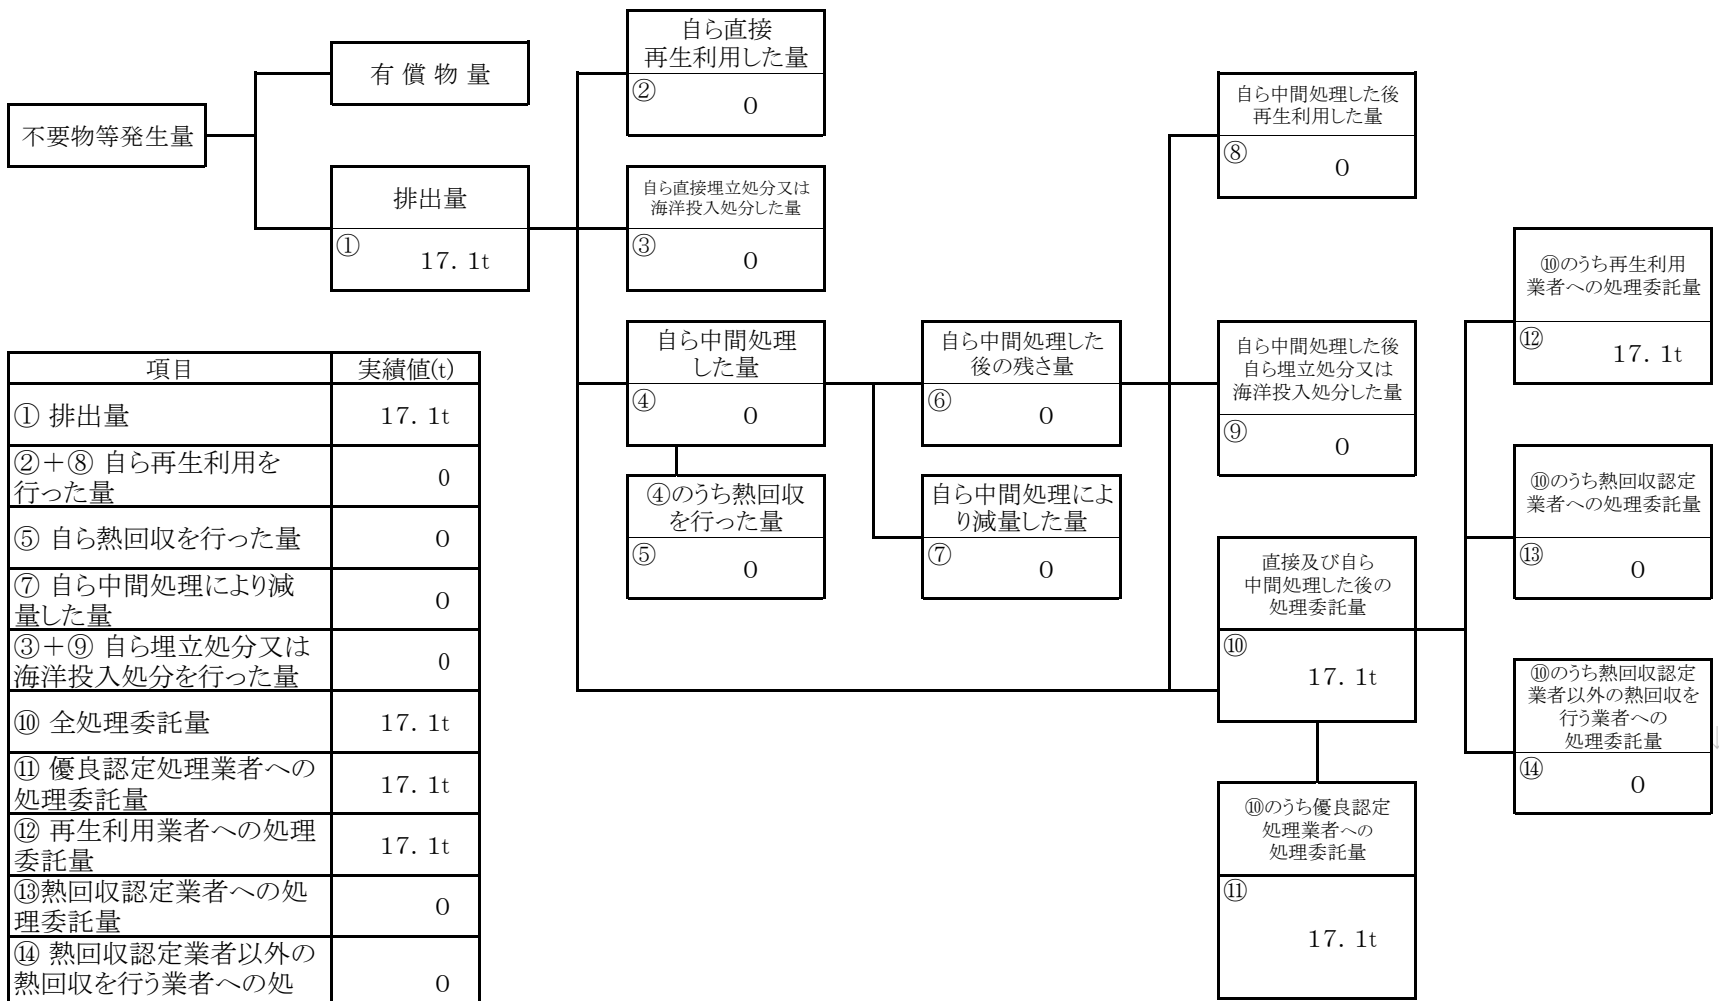 不要物等発生量
有 償 物 量
排出量
①
17. 1t
自ら直接
再生利用した量
②
0
自ら直接埋立処分又は
海洋投入処分した量
③
0
自ら中間処理
した量
④
0
④のうち熱回収
を行った量
⑤
0
自ら中間処理した
後の残さ量
⑥
0
自ら中間処理によ
り減量した量
⑦
0
自ら中間処理した後
再生利用した量
⑧
0
自ら中間処理した後
自ら埋立処分又は
海洋投入処分した量
⑨
0
直接及び自ら
中間処理した後の
処理委託量
⑩
17. 1t
⑩のうち優良認定
処理業者への
処理委託量
⑪
17. 1t
⑩のうち再生利用
業者への処理委託量
⑫
17. 1t
⑩のうち熱回収認定
業者への処理委託量
⑬
0
⑩のうち熱回収認定
業者以外の熱回収を
行う業者への
処理委託量
⑭
0
項目 実績値(t)
① 排出量 17. 1t
②＋⑧ 自ら再生利用を
行った量 0
⑤ 自ら熱回収を行った量 0
⑦ 自ら中間処理により減
量した量 0
③＋⑨ 自ら埋立処分又は
海洋投入処分を行った量 0
⑩ 全処理委託量 17. 1t
⑪ 優良認定処理業者への
処理委託量 17. 1t
⑫ 再生利用業者への処理
委託量 17. 1t
⑬熱回収認定業者への処
理委託量 0
⑭ 熱回収認定業者以外の
熱回収を行う業者への処 0